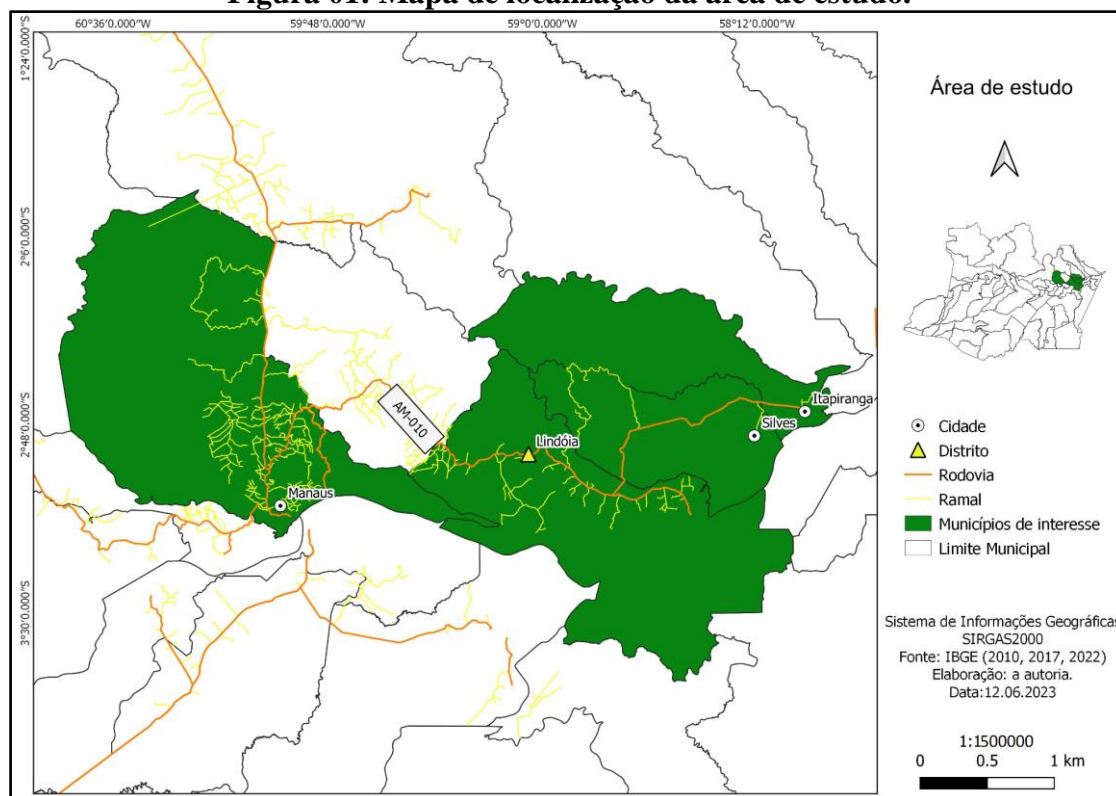 Figura 01: Mapa de localização da área de estudo.
60°36'0.000"W
59°48'0.000"W
59°0'0.000"W
58°12'0.000"W
1°24'0.000"S
2°6'0.000"S
2°48'0.000"S
3°30'0.000"S
AM-010
Lindóia
Itapiranga
Silves
Manaus
Área de estudo
Cidade
Distrito
Rodovia
Ramal
Municípios de interesse
Limite Municipal
Sistema de Informações Geográficas
SIRGAS2000
Fonte: IBGE (2010, 2017, 2022)
Elaboração: a autoria.
Data:12.06.2023
1:1500000
0 0.5 1 km